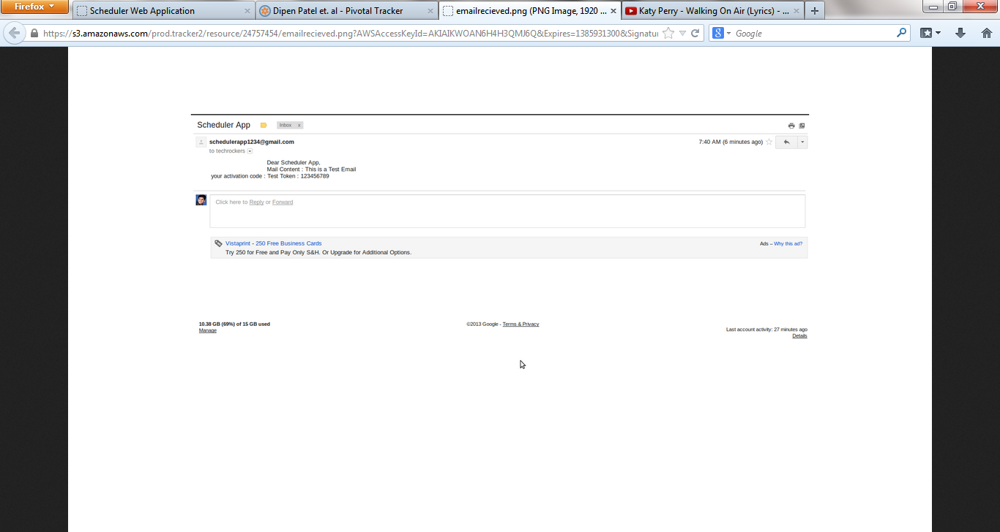 Firefox
Scheduler Web Application
Dipen Patel et. al - Pivotal Tracker
emailrecieved.png (PNG Image, 1920 ...
Katy Perry - Walking On Air (Lyrics) - ...
https://s3.amazonaws.com/prod.tracker2/resource/24757454/emailrecieved.png?AWSAccessKeyId=AKIAIKWOAN6H4H3QMJ6Q&Expires=1385931300&Signatu
Google
Scheduler App
Inbox x
schedulerapp1234@gmail.com
7:40 AM (6 minutes ago)
to techrockers
Dear Scheduler App,
Mail Content : This is a Test Email
your activation code : Test Token : 123456789
Click here to Reply or Forward
Vistaprint - 250 Free Business Cards
Ads – Why this ad?
Try 250 for Free and Pay Only S&H. Or Upgrade for Additional Options.
10.38 GB (69%) of 15 GB used
Manage
©2013 Google - Terms & Privacy
Last account activity: 27 minutes ago
Details